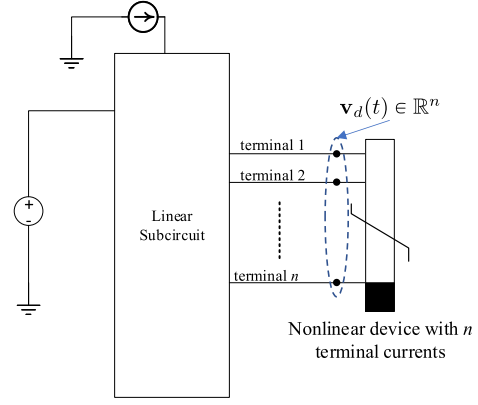 v_d(t) ∈ ℝ^n
terminal 1
terminal 2
Linear
Subcircuit
+
-
terminal n
Nonlinear device with n
terminal currents